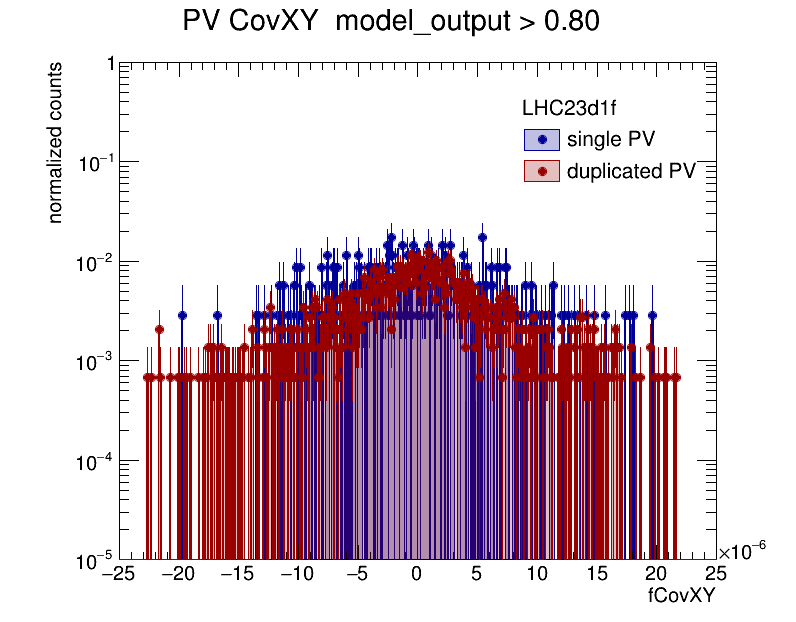 PV CovXY  model_output > 0.80
normalized counts
1
10⁻¹
10⁻²
10⁻³
10⁻⁴
10⁻⁵
LHC23d1f
single PV
duplicated PV
−25 −20 −15 −10 −5 0 5 10 15 20 25
×10⁻⁶
fCovXY